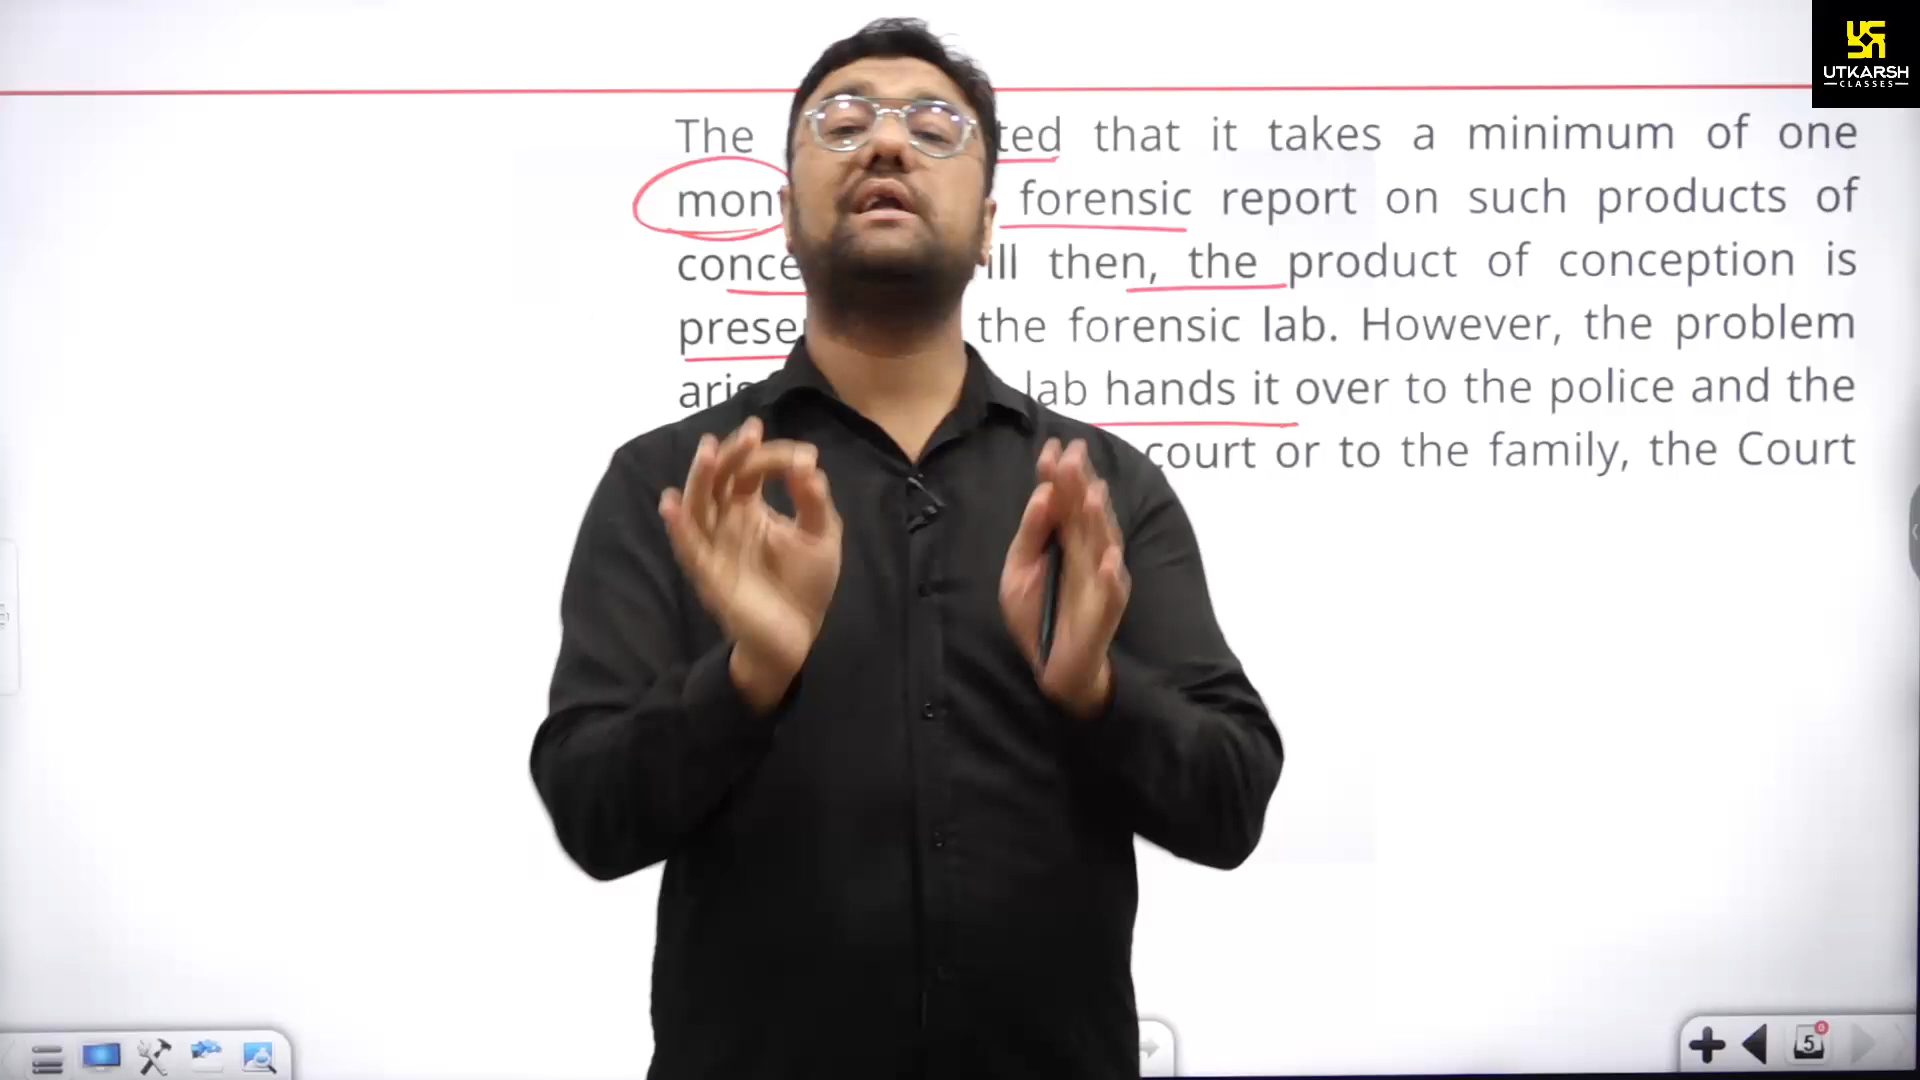 UTKARSH
CLASSES
The ted that it takes a minimum of one
mon forensic report on such products of
conce ill then, the product of conception is
prese the forensic lab. However, the problem
ari lab hands it over to the police and the
court or to the family, the Court
5
0